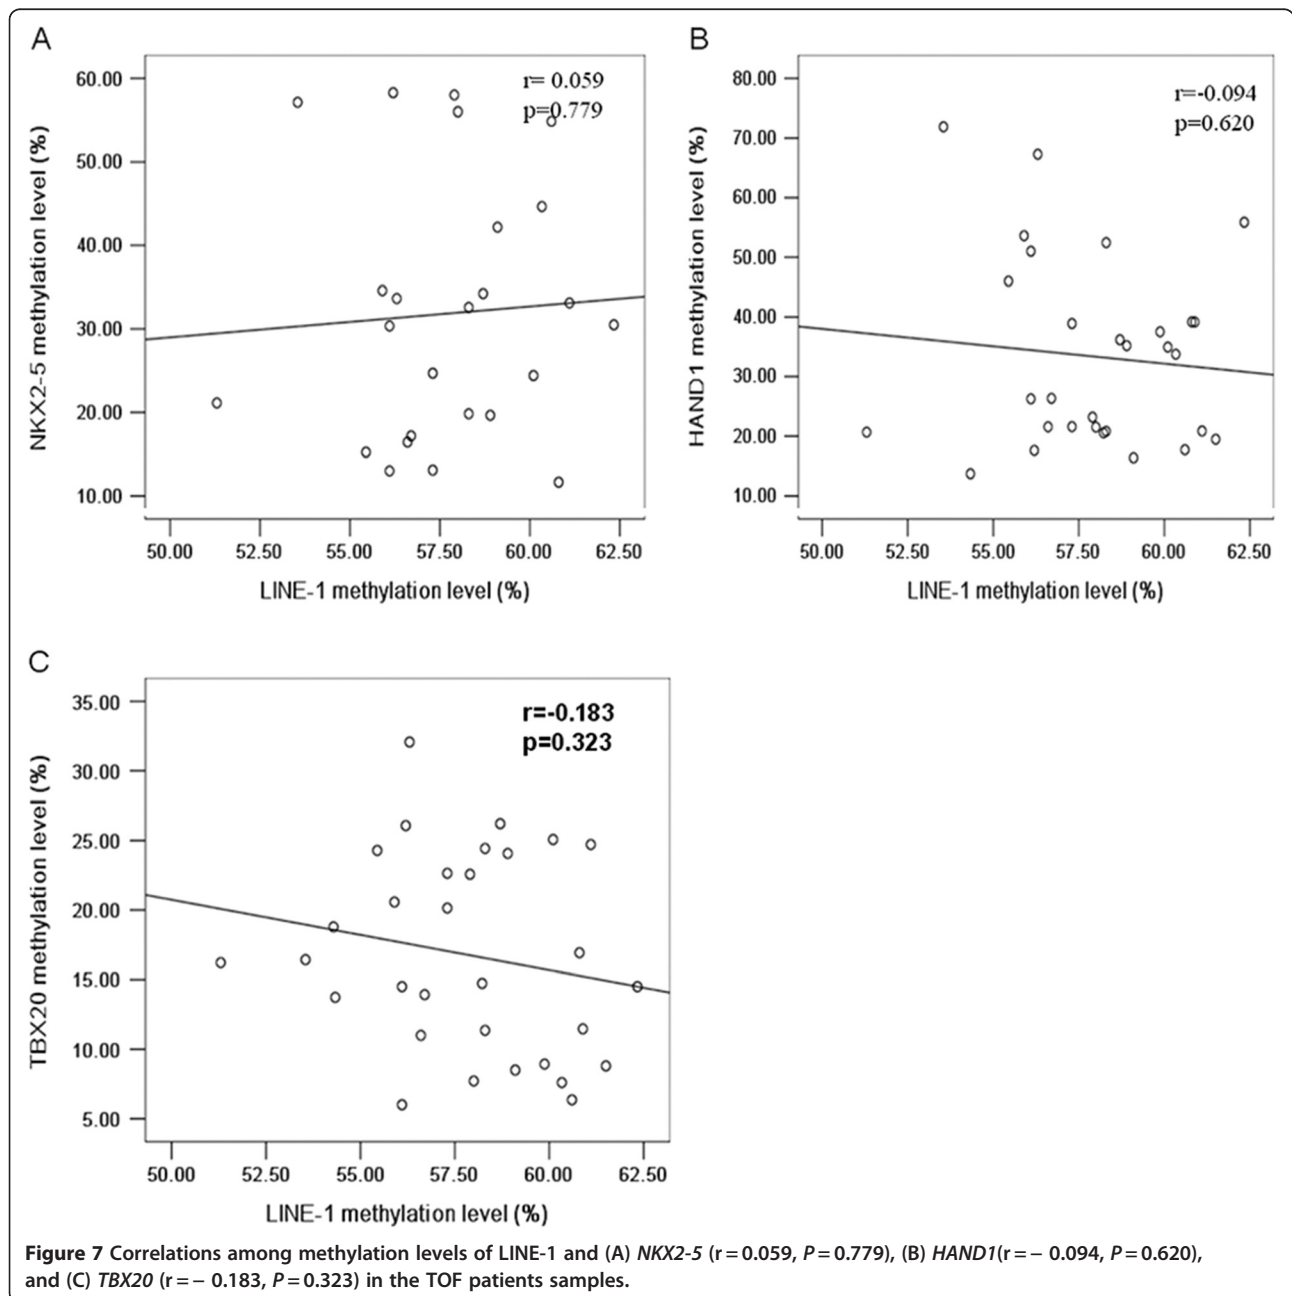 A
r= 0.059
p=0.779
60.00
50.00
40.00
30.00
20.00
10.00
NKX2-5 methylation level (%)
50.00 52.50 55.00 57.50 60.00 62.50
LINE-1 methylation level (%)
B
r=-0.094
p=0.620
80.00
70.00
60.00
50.00
40.00
30.00
20.00
10.00
HAND1 methylation level (%)
50.00 52.50 55.00 57.50 60.00 62.50
LINE-1 methylation level (%)
C
r=-0.183
p=0.323
35.00
30.00
25.00
20.00
15.00
10.00
5.00
TBX20 methylation level (%)
50.00 52.50 55.00 57.50 60.00 62.50
LINE-1 methylation level (%)
Figure 7 Correlations among methylation levels of LINE-1 and (A) NKX2-5 (r = 0.059, P = 0.779), (B) HAND1(r = − 0.094, P = 0.620),
and (C) TBX20 (r = − 0.183, P = 0.323) in the TOF patients samples.